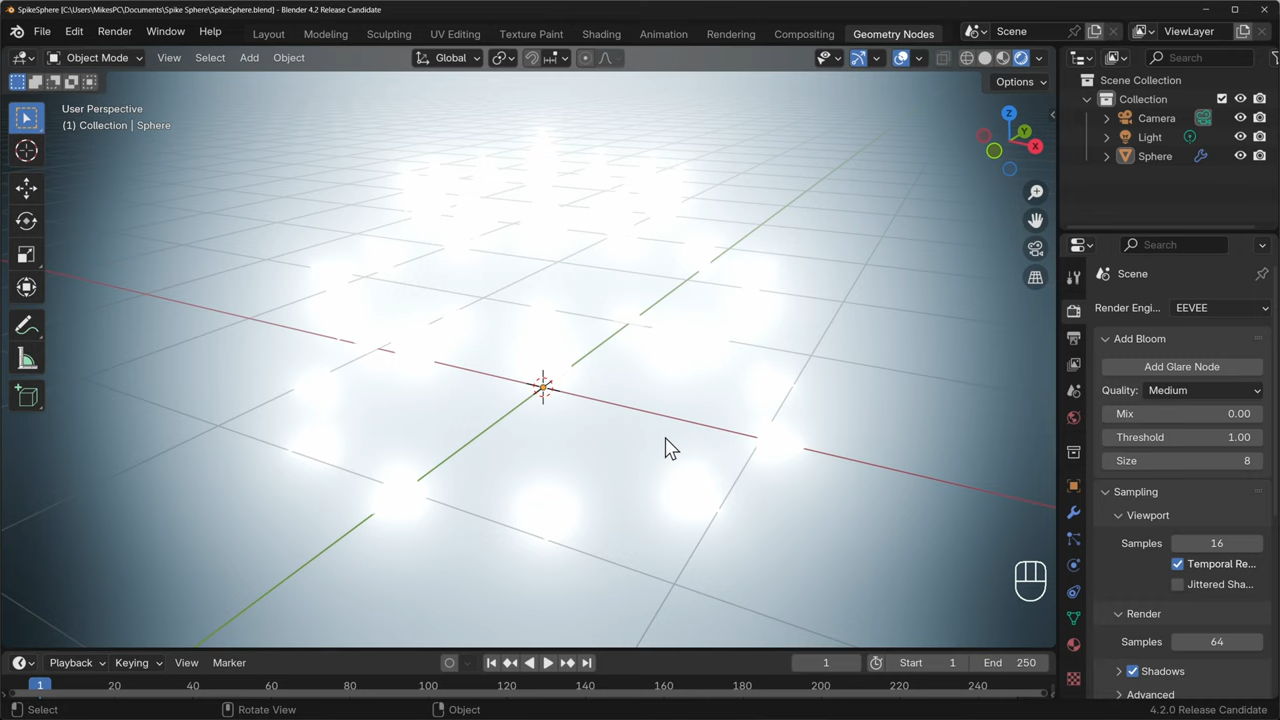 SpikeSphere [C:\Users\MikesPC\Documents\Spike Sphere\SpikeSphere.blend] - Blender 4.2 Release Candidate
File Edit Render Window Help
Layout Modeling Sculpting UV Editing Texture Paint Shading Animation Rendering Compositing Geometry Nodes
Scene
ViewLayer
Object Mode View Select Add Object
Global
Search
Options
User Perspective
(1) Collection | Sphere
Z
Y
X
Scene Collection
Collection
Camera
Light
Sphere
Search
Scene
Render Engi... EEVEE
Add Bloom
Add Glare Node
Quality: Medium
Mix 0.00
Threshold 1.00
Size 8
Sampling
Viewport
Samples 16
Temporal Re...
Jittered Sha...
Render
Samples 64
Shadows
Advanced
Playback Keying View Marker
1 Start 1 End 250
1 20 40 60 80 100 120 140 160 180 200 220 240
Select Rotate View Object 4.2.0 Release Candidate